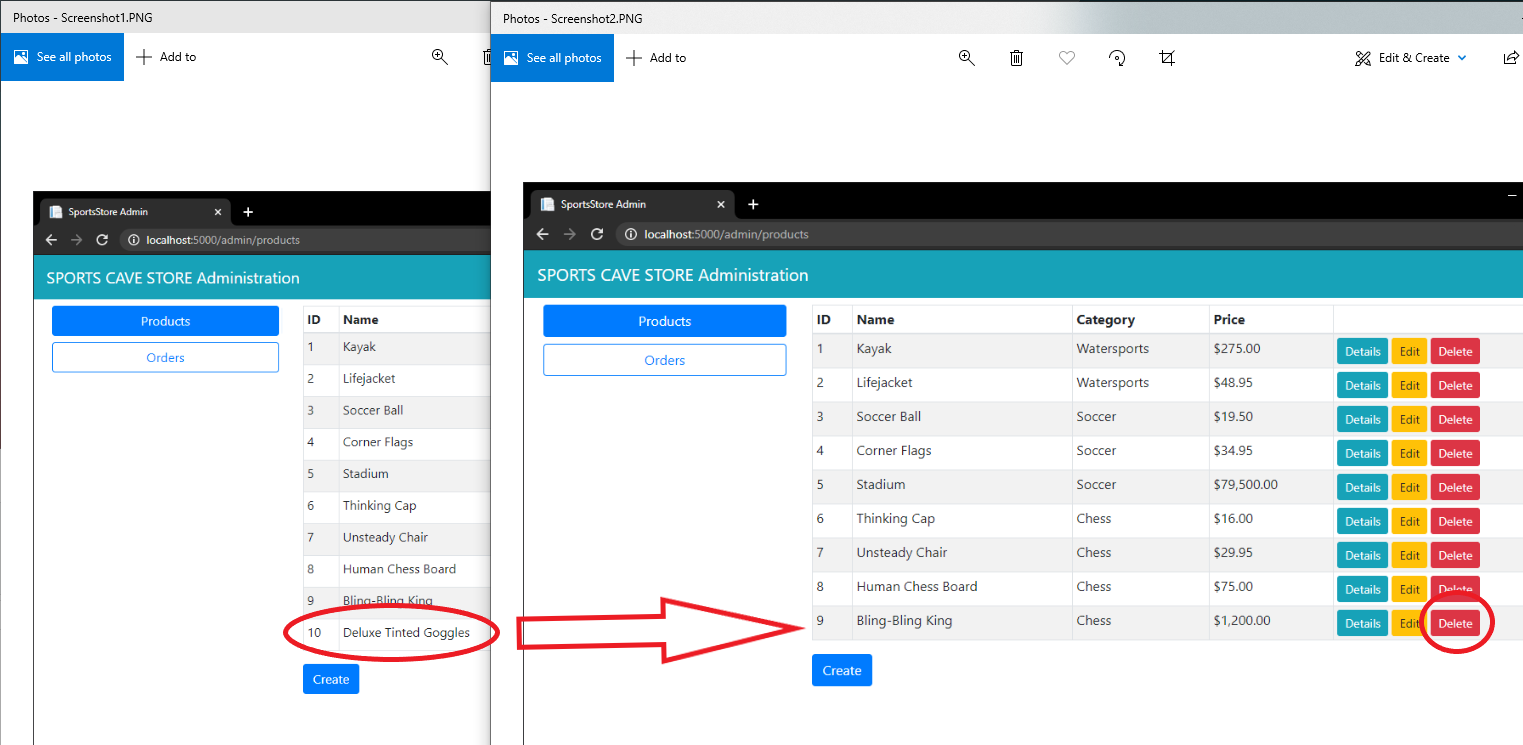 Photos - Screenshot1.PNG
See all photos
Add to
SportsStore Admin
localhost:5000/admin/products
SPORTS CAVE STORE Administration
Products
Orders
ID Name
1 Kayak
2 Lifejacket
3 Soccer Ball
4 Corner Flags
5 Stadium
6 Thinking Cap
7 Unsteady Chair
8 Human Chess Board
9 Bling-Bling King
10 Deluxe Tinted Goggles
Create
Photos - Screenshot2.PNG
See all photos
Add to
Edit & Create
SportsStore Admin
localhost:5000/admin/products
SPORTS CAVE STORE Administration
Products
Orders
ID Name Category Price
1 Kayak Watersports $275.00 Details Edit Delete
2 Lifejacket Watersports $48.95 Details Edit Delete
3 Soccer Ball Soccer $19.50 Details Edit Delete
4 Corner Flags Soccer $34.95 Details Edit Delete
5 Stadium Soccer $79,500.00 Details Edit Delete
6 Thinking Cap Chess $16.00 Details Edit Delete
7 Unsteady Chair Chess $29.95 Details Edit Delete
8 Human Chess Board Chess $75.00 Details Edit Delete
9 Bling-Bling King Chess $1,200.00 Details Edit Delete
Create